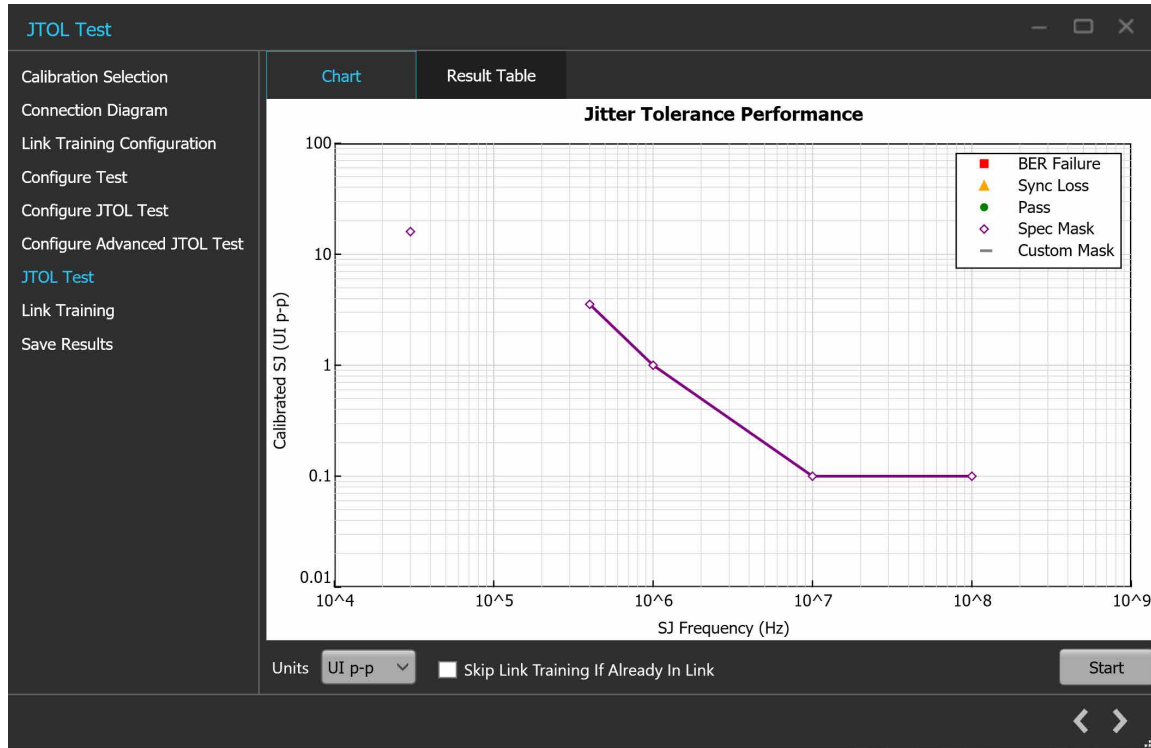 JTOL Test
Calibration Selection
Connection Diagram
Link Training Configuration
Configure Test
Configure JTOL Test
Configure Advanced JTOL Test
JTOL Test
Link Training
Save Results
Chart
Result Table
Jitter Tolerance Performance
100
10
1
0.1
0.01
Calibrated SJ (UI p-p)
BER Failure
Sync Loss
Pass
Spec Mask
Custom Mask
10^4
10^5
10^6
10^7
10^8
10^9
SJ Frequency (Hz)
Units
UI p-p
Skip Link Training If Already In Link
Start